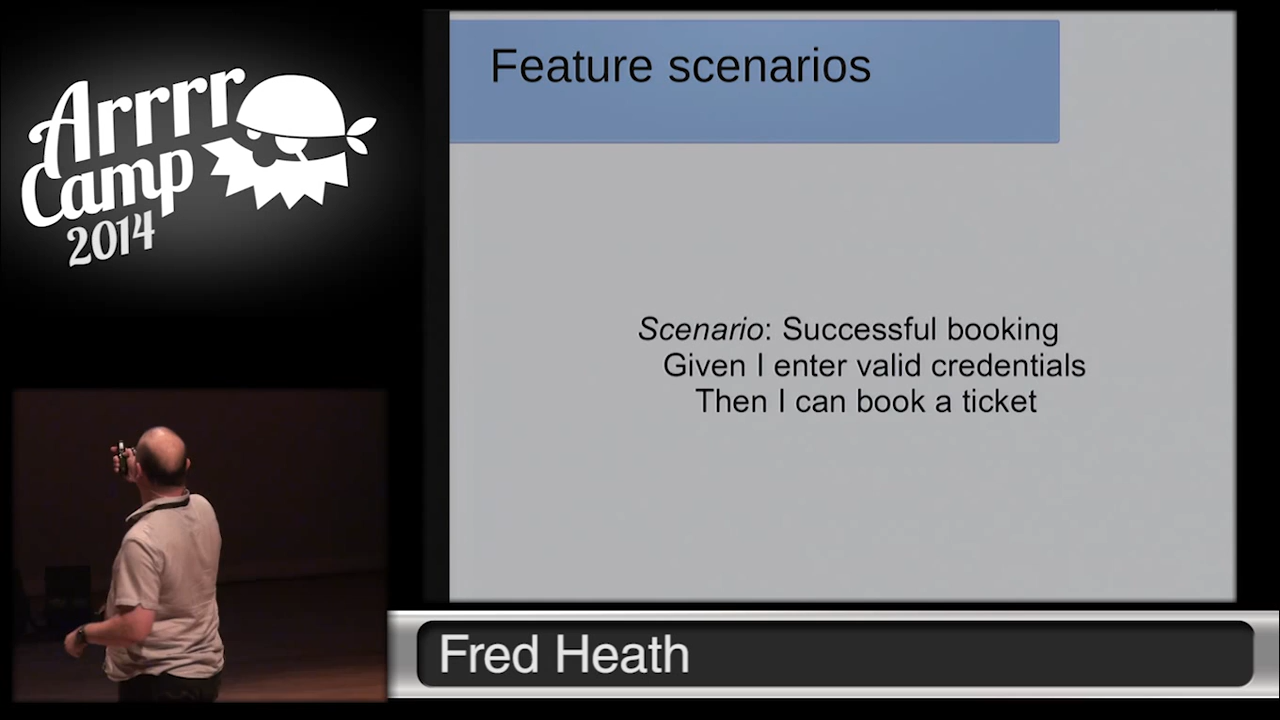 Arrrr
Camp
2014
Feature scenarios
Scenario: Successful booking
Given I enter valid credentials
Then I can book a ticket
Fred Heath